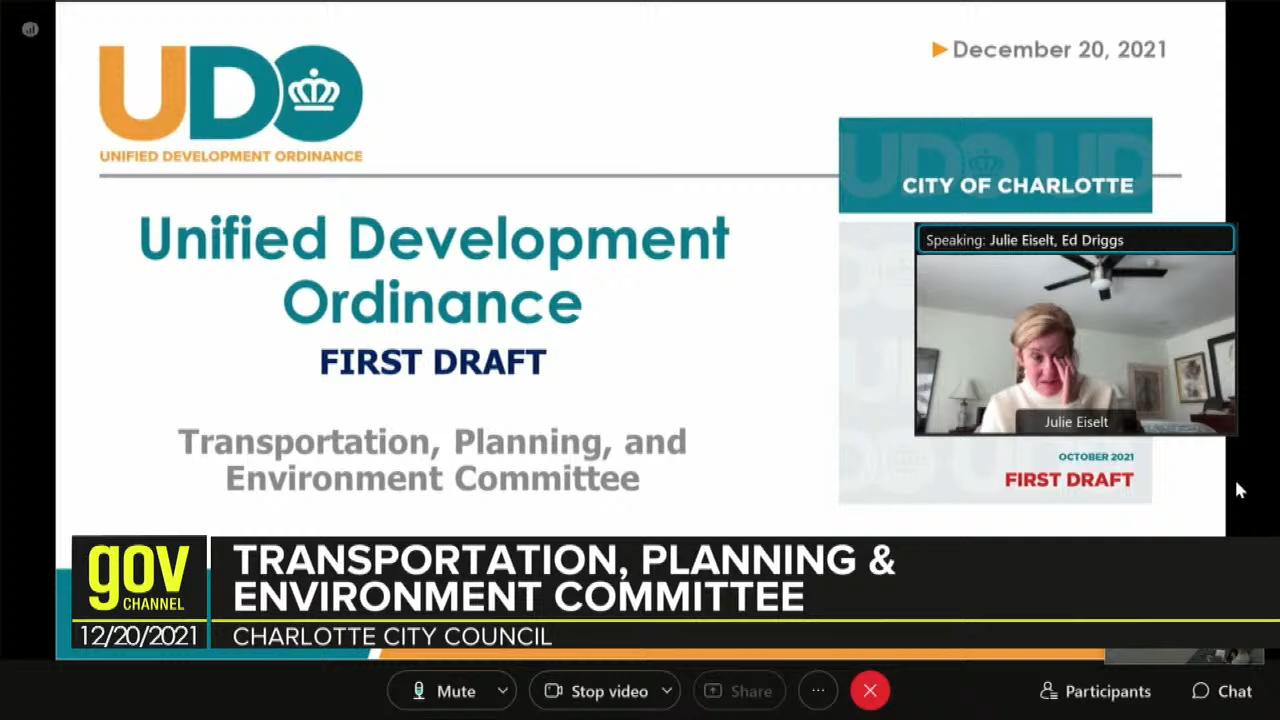 UDO
UNIFIED DEVELOPMENT ORDINANCE
December 20, 2021
CITY OF CHARLOTTE
Unified Development
Ordinance
FIRST DRAFT
Transportation, Planning, and
Environment Committee
Speaking: Julie Eiselt, Ed Driggs
Julie Eiselt
OCTOBER 2021
FIRST DRAFT
gov
CHANNEL
12/20/2021
TRANSPORTATION, PLANNING &
ENVIRONMENT COMMITTEE
CHARLOTTE CITY COUNCIL
Mute
Stop video
Share
Participants
Chat